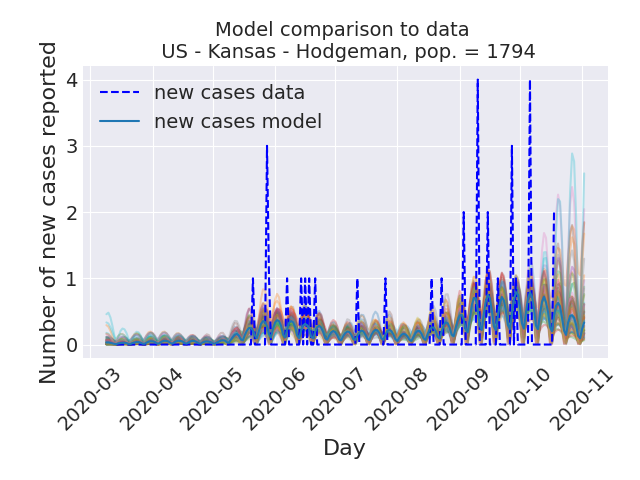 Model comparison to data
US - Kansas - Hodgeman, pop. = 1794
Number of new cases reported
4
3
2
1
0
new cases data
new cases model
2020-03
2020-04
2020-05
2020-06
2020-07
2020-08
2020-09
2020-10
2020-11
Day